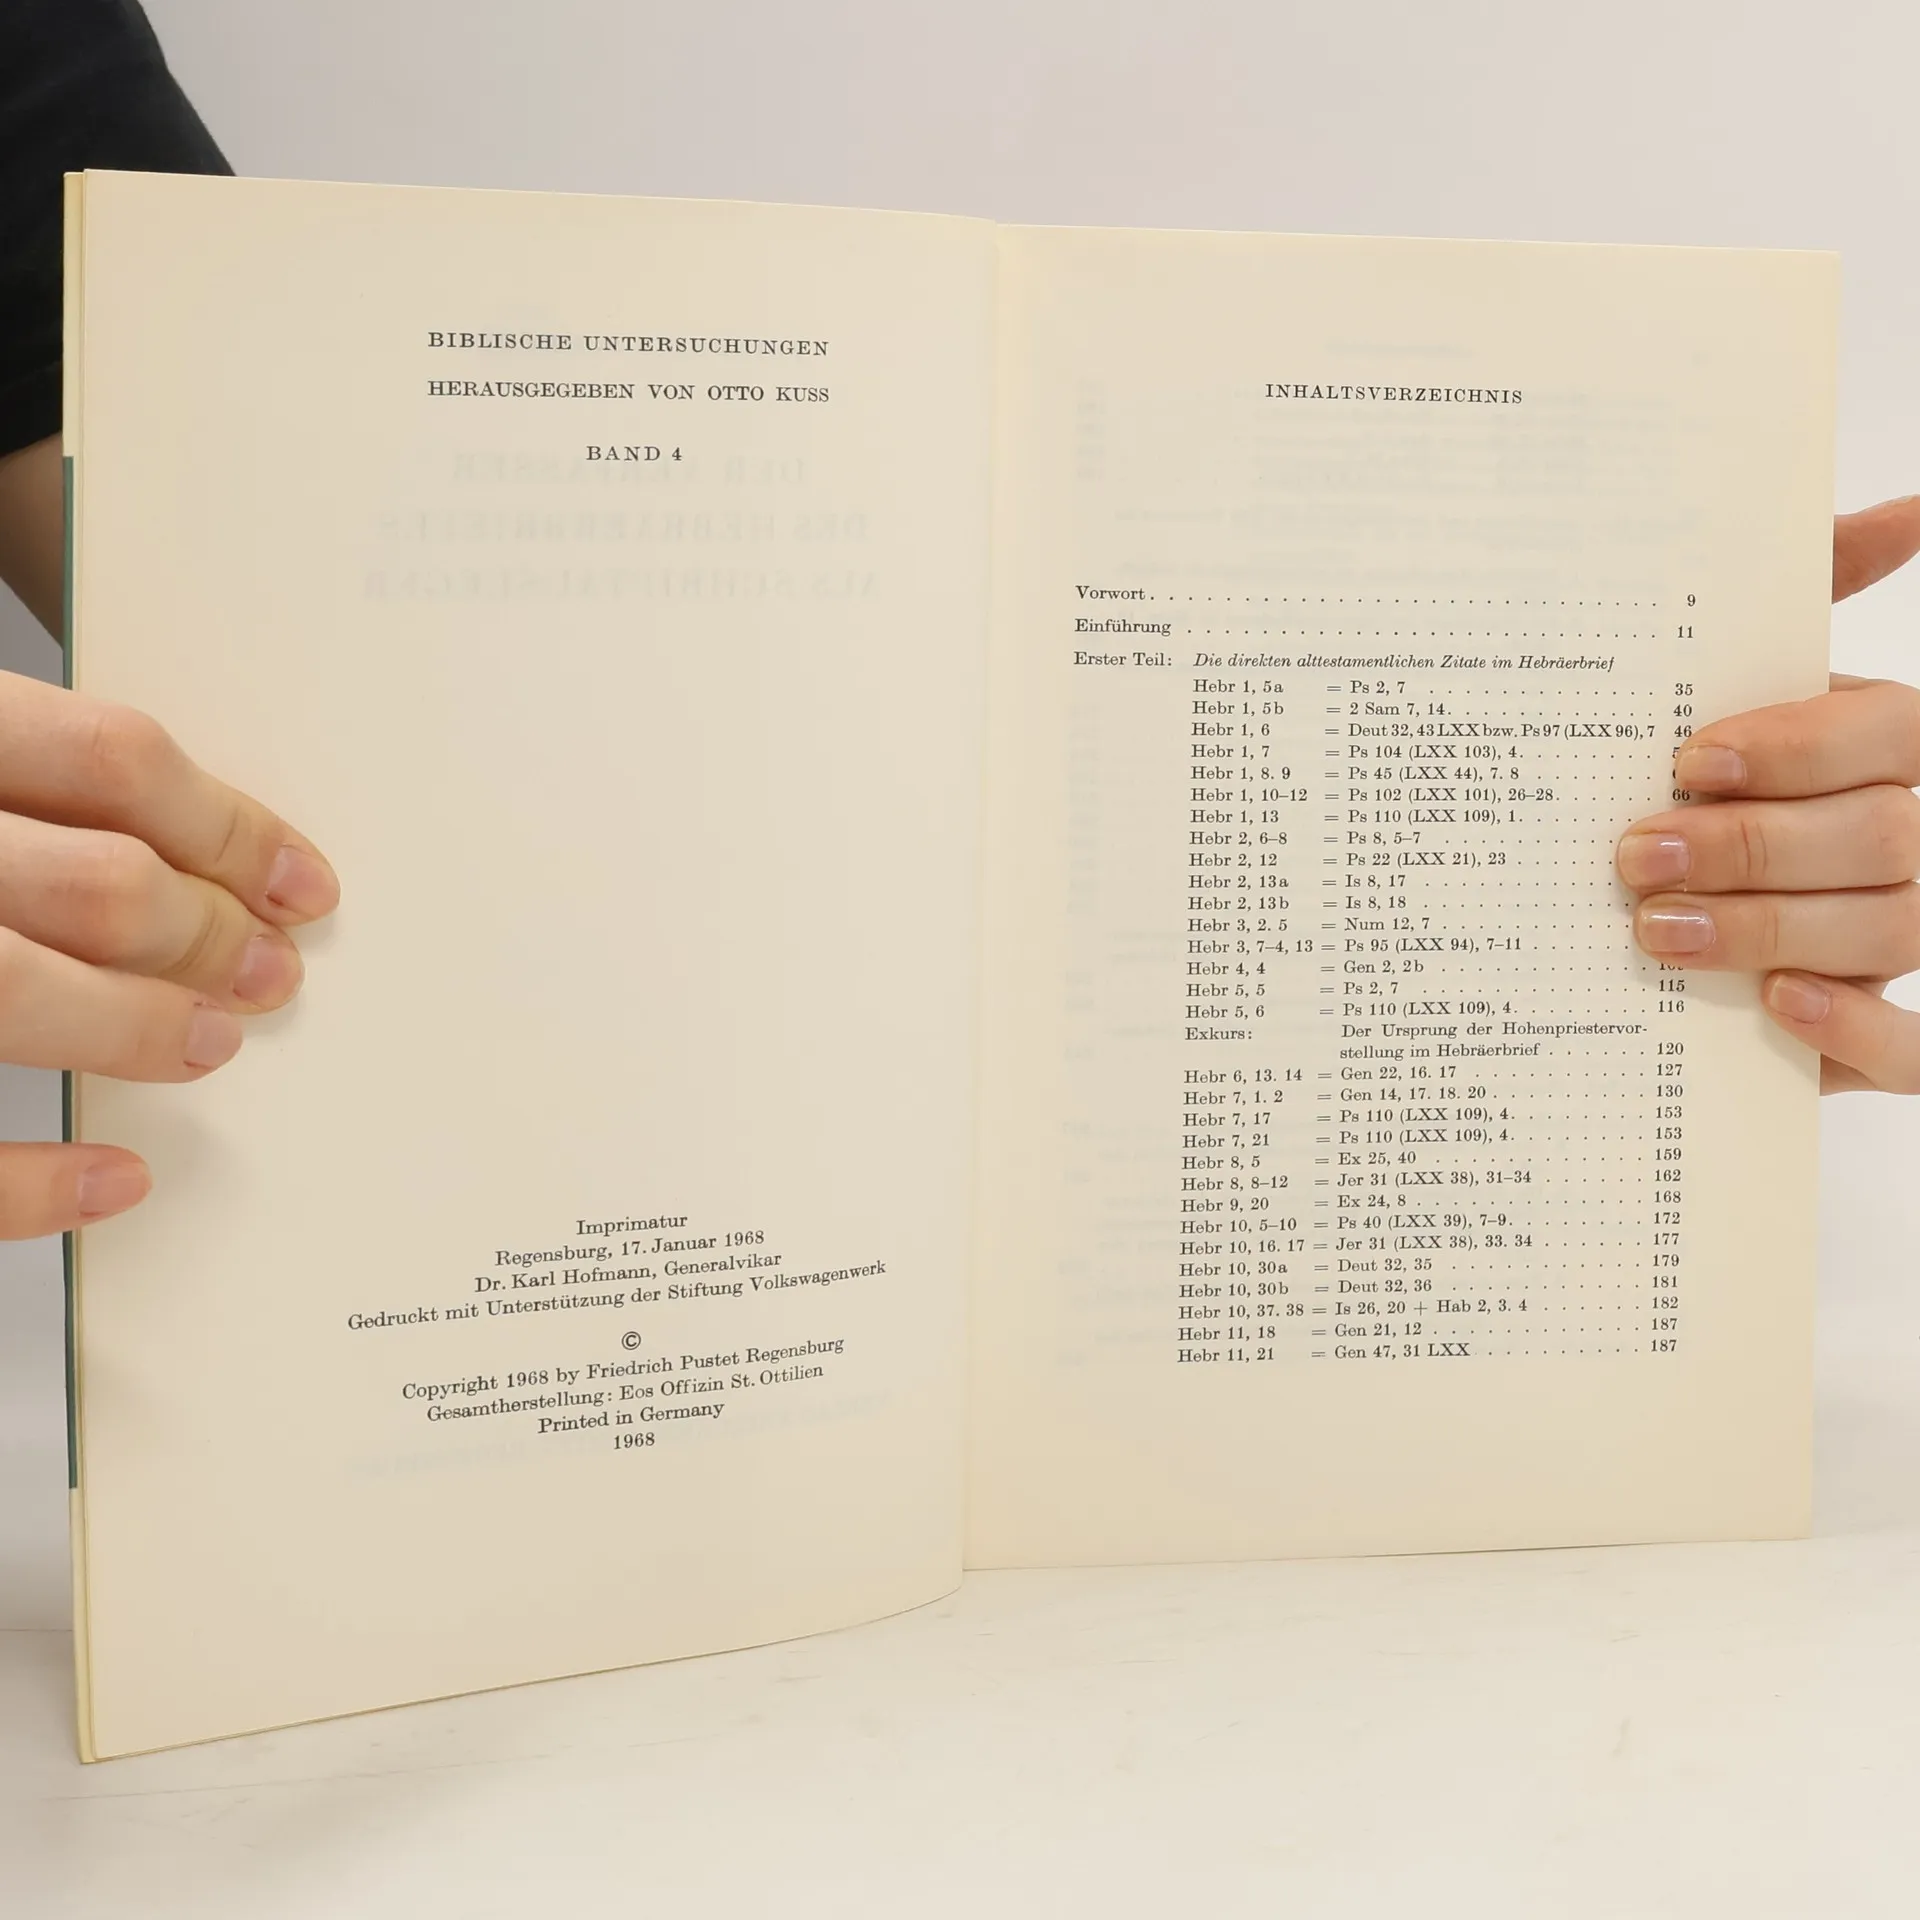 BIBLISCHE UNTERSUCHUNGEN
HERAUSGEGEBEN VON OTTO KUSS
BAND 4
Imprimatur
Regensburg, 17. Januar 1968
Dr. Karl Hofmann, Generalvikar
Gedruckt mit Unterstützung der Stiftung Volkswagenwerk
©
Copyright 1968 by Friedrich Pustet Regensburg
Gesamtherstellung: Eos Offizin St. Ottilien
Printed in Germany
1968
INHALTSVERZEICHNIS
Vorwort . . . . . . . . . . 9
Einführung . . . . . . . . . . 11
Erster Teil: Die direkten alttestamentlichen Zitate im Hebräerbrief
Hebr 1, 5a = Ps 2, 7 . . . . . . . . . . 35
Hebr 1, 5b = 2 Sam 7, 14. . . . . . . . . . 40
Hebr 1, 6 = Deut 32, 43 LXX bzw. Ps 97 (LXX 96), 7 46
Hebr 1, 7 = Ps 104 (LXX 103), 4. . . . . . . .
Hebr 1, 8. 9 = Ps 45 (LXX 44), 7. 8 . . . . . . .
Hebr 1, 10–12 = Ps 102 (LXX 101), 26–28. . . . . . 66
Hebr 1, 13 = Ps 110 (LXX 109), 1. . . . . . .
Hebr 2, 6–8 = Ps 8, 5–7 . . . . . . . . . .
Hebr 2, 12 = Ps 22 (LXX 21), 23 . . . . . .
Hebr 2, 13a = Is 8, 17 . . . . . . . . . .
Hebr 2, 13b = Is 8, 18 . . . . . . . . . .
Hebr 3, 2. 5 = Num 12, 7 . . . . . . . . . .
Hebr 3, 7–4, 13 = Ps 95 (LXX 94), 7–11 . . . . . .
Hebr 4, 4 = Gen 2, 2b . . . . . . . . . .
Hebr 5, 5 = Ps 2, 7 . . . . . . . . . . 115
Hebr 5, 6 = Ps 110 (LXX 109), 4. . . . . . . . 116
Exkurs: Der Ursprung der Hohenpriestervor-
stellung im Hebräerbrief . . . . . . 120
Hebr 6, 13. 14 = Gen 22, 16. 17 . . . . . . . . . . 127
Hebr 7, 1. 2 = Gen 14, 17. 18. 20 . . . . . . . . . 130
Hebr 7, 17 = Ps 110 (LXX 109), 4. . . . . . . . 153
Hebr 7, 21 = Ps 110 (LXX 109), 4. . . . . . . . 153
Hebr 8, 5 = Ex 25, 40 . . . . . . . . . . 159
Hebr 8, 8–12 = Jer 31 (LXX 38), 31–34 . . . . . . 162
Hebr 9, 20 = Ex 24, 8 . . . . . . . . . . 168
Hebr 10, 5–10 = Ps 40 (LXX 39), 7–9. . . . . . . . 172
Hebr 10, 16. 17 = Jer 31 (LXX 38), 33. 34 . . . . . . 177
Hebr 10, 30a = Deut 32, 35 . . . . . . . . . . 179
Hebr 10, 30b = Deut 32, 36 . . . . . . . . . . 181
Hebr 10, 37. 38 = Is 26, 20 + Hab 2, 3. 4 . . . . . . 182
Hebr 11, 18 = Gen 21, 12 . . . . . . . . . . 187
Hebr 11, 21 = Gen 47, 31 LXX . . . . . . . . . 187